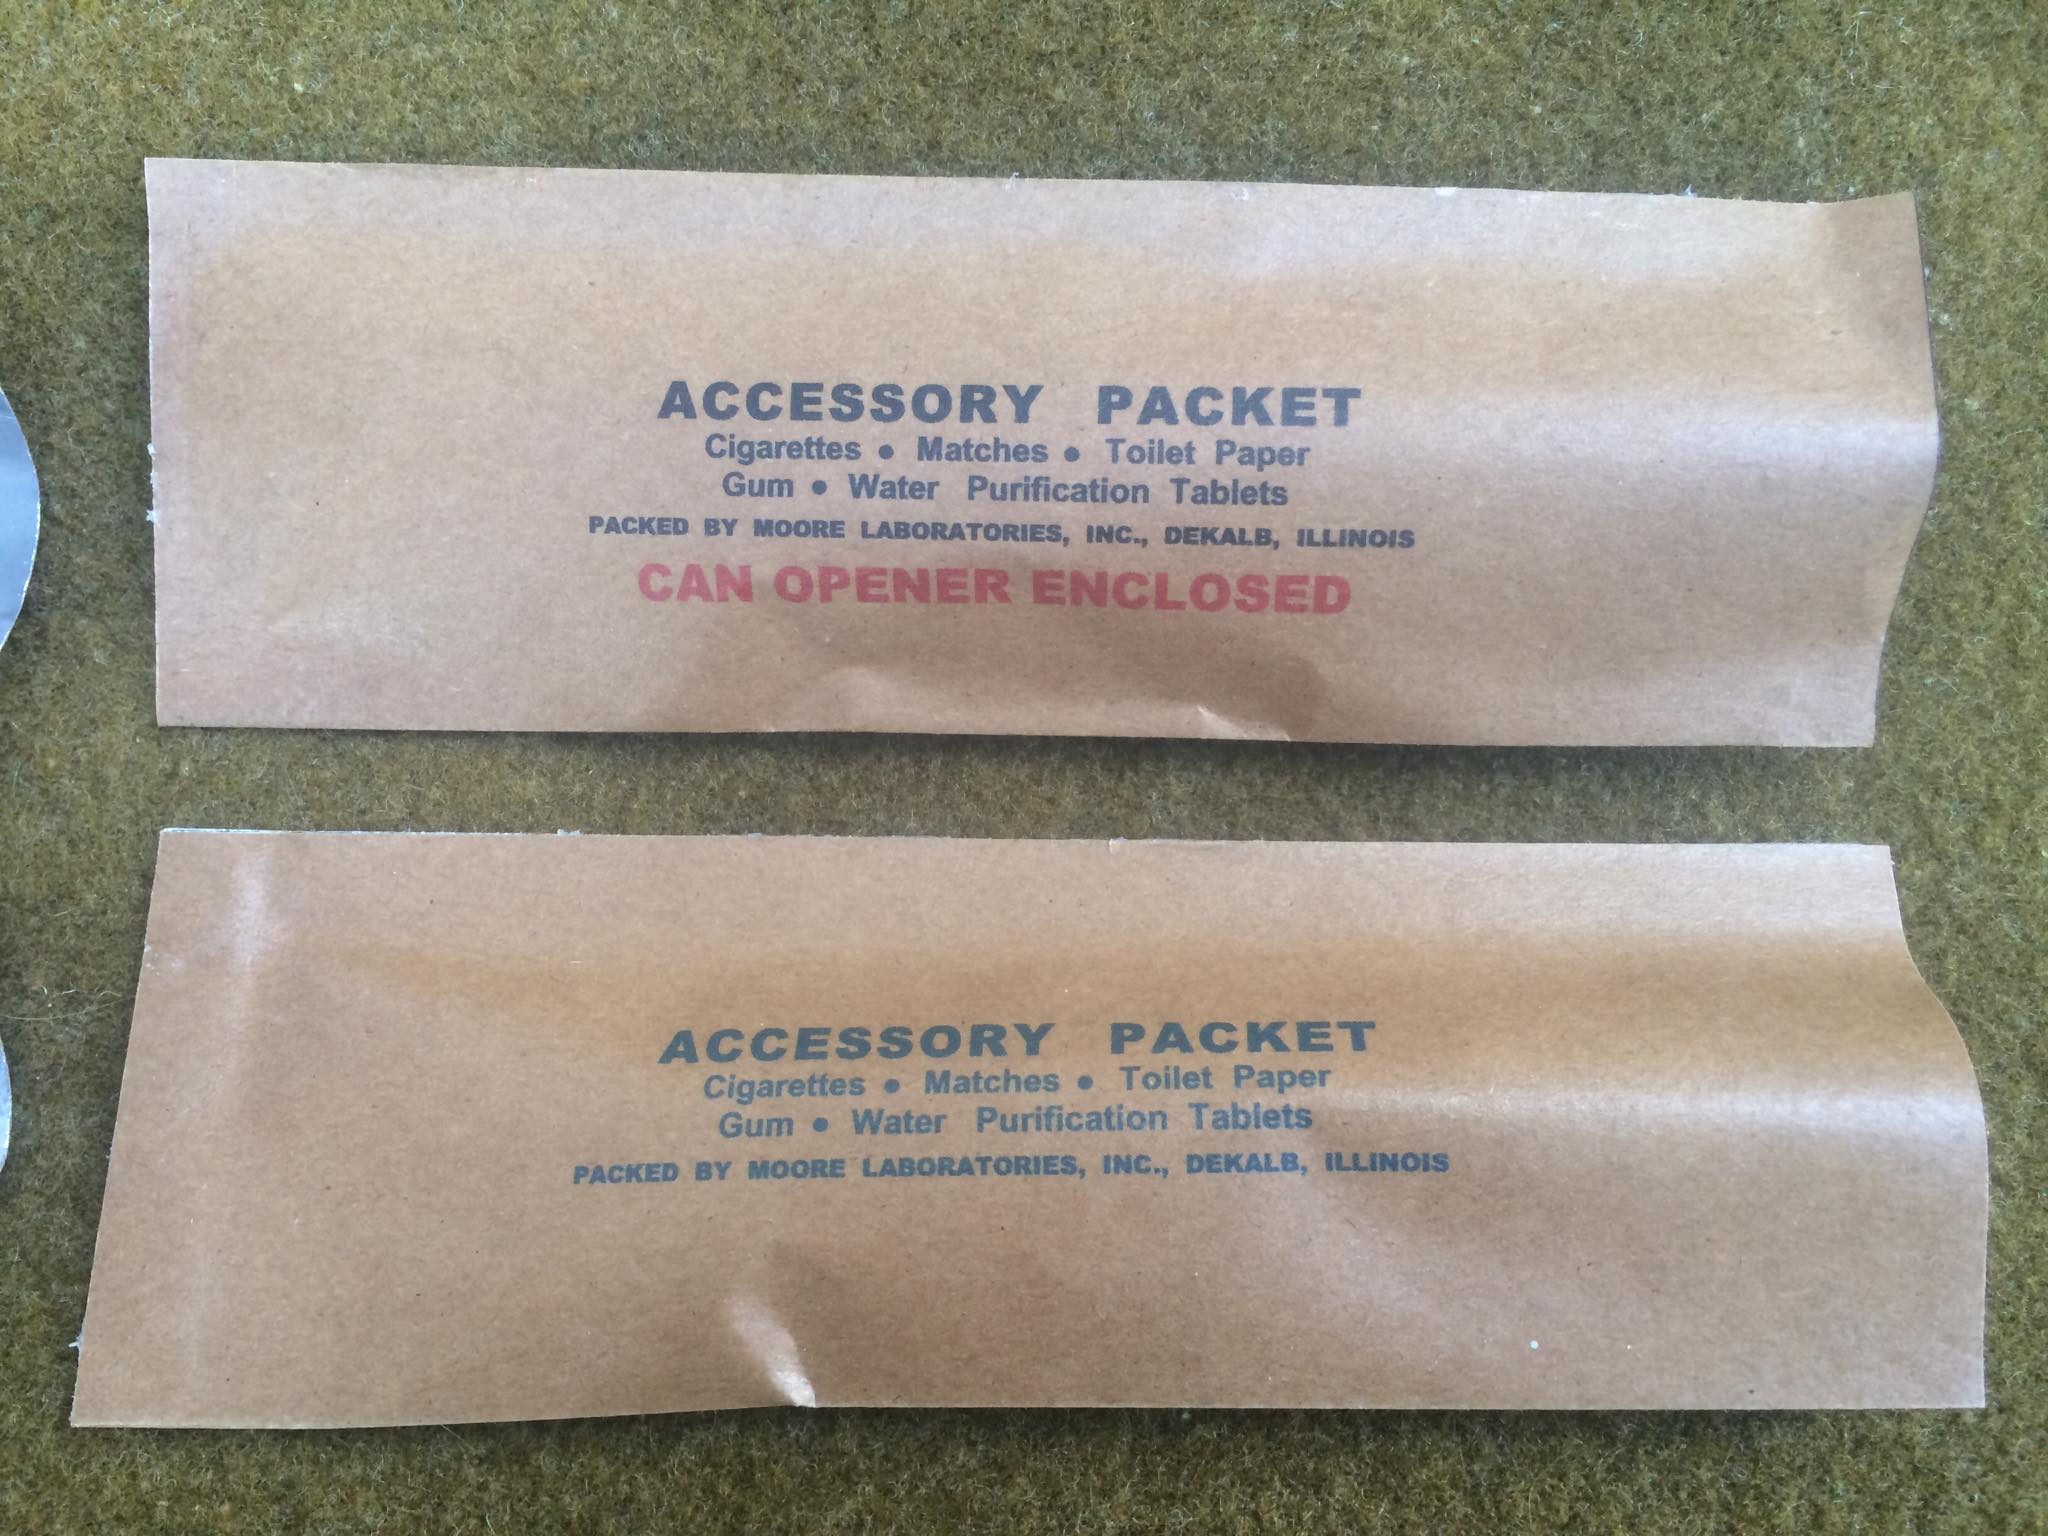 ACCESSORY PACKET
Cigarettes • Matches • Toilet Paper
Gum • Water Purification Tablets
PACKED BY MOORE LABORATORIES, INC., DEKALB, ILLINOIS
CAN OPENER ENCLOSED
ACCESSORY PACKET
Cigarettes • Matches • Toilet Paper
Gum • Water Purification Tablets
PACKED BY MOORE LABORATORIES, INC., DEKALB, ILLINOIS